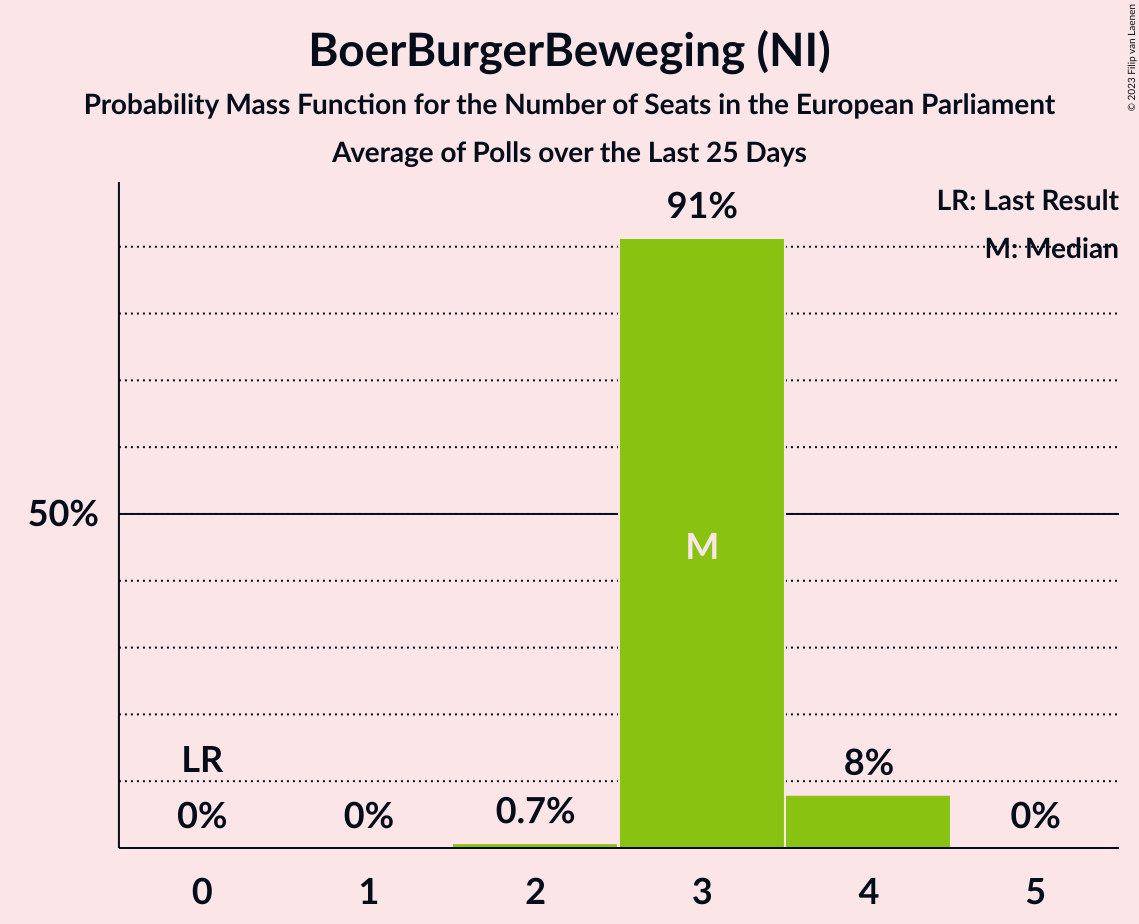 BoerBurgerBeweging (NI)
Probability Mass Function for the Number of Seats in the European Parliament
Average of Polls over the Last 25 Days
© 2023 Filip van Laenen
LR: Last Result
M: Median
91%
50%
M
LR
0%
0%
0.7%
8%
0%
0
1
2
3
4
5